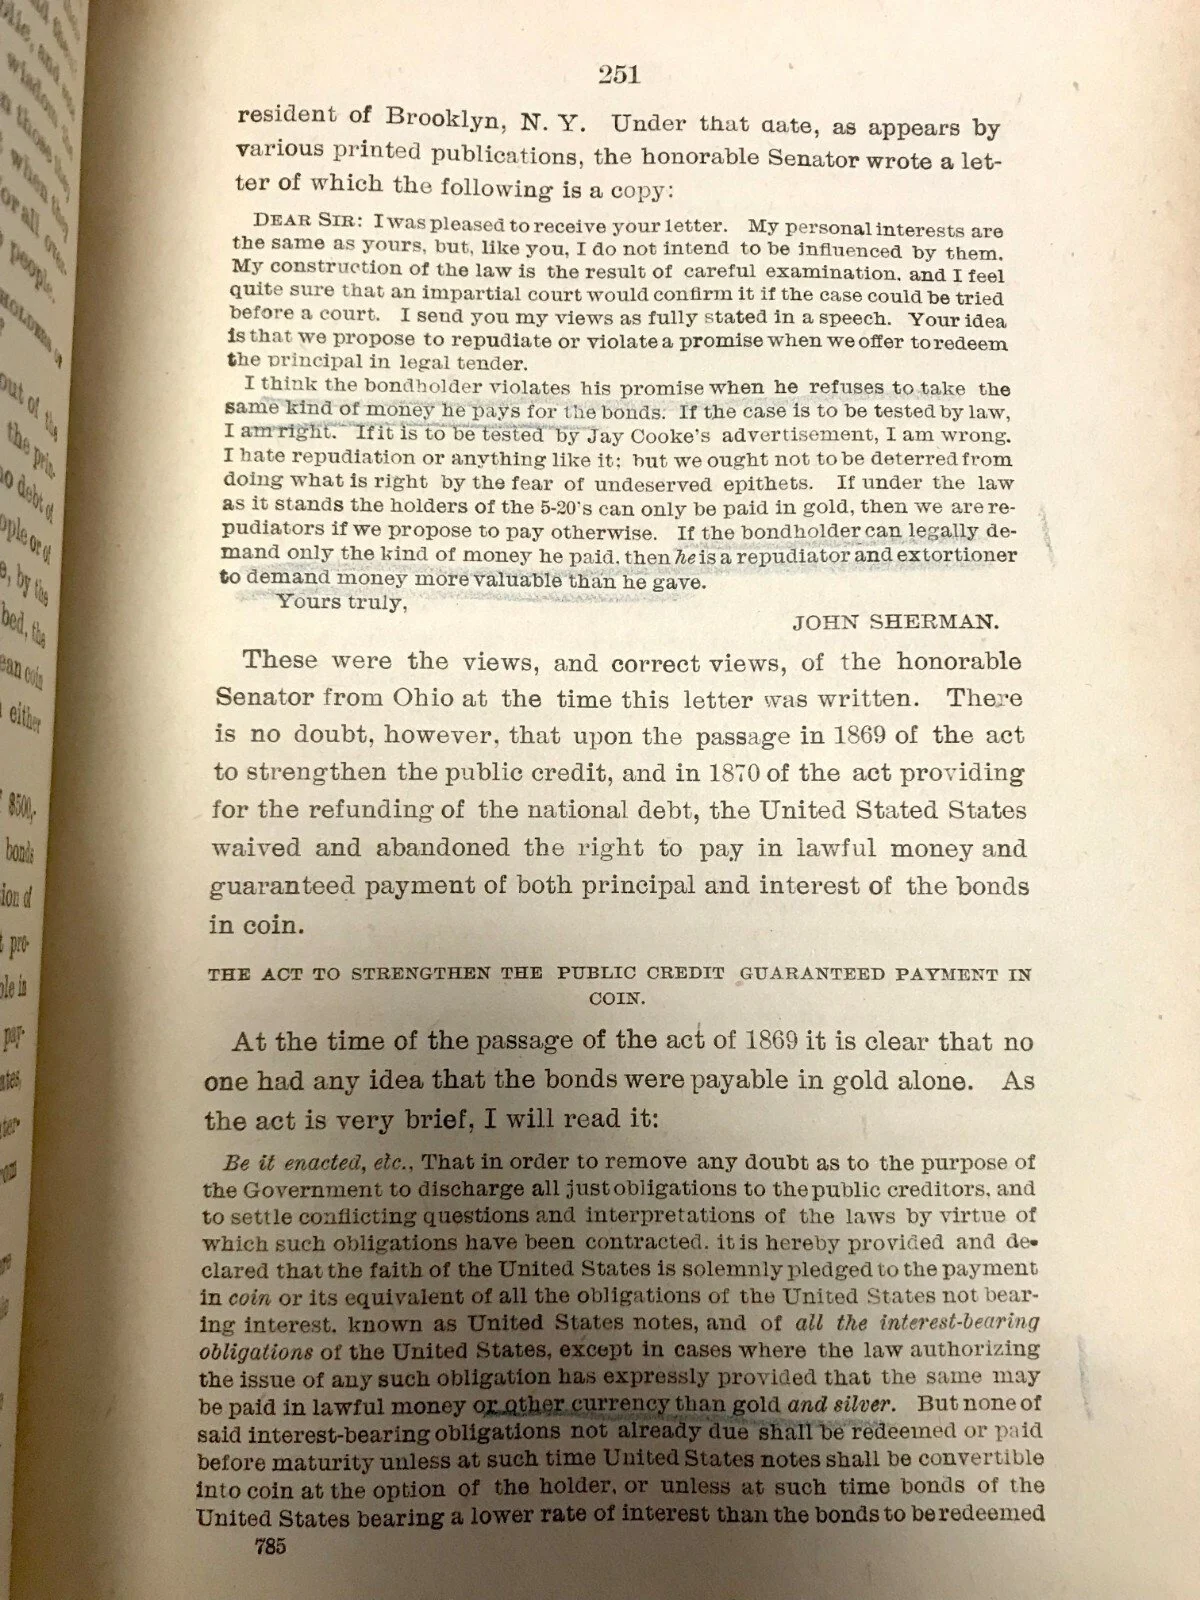 251
resident of Brooklyn, N. Y. Under that date, as appears by
various printed publications, the honorable Senator wrote a let-
ter of which the following is a copy:
DEAR SIR: I was pleased to receive your letter. My personal interests are
the same as yours, but, like you, I do not intend to be influenced by them.
My construction of the law is the result of careful examination, and I feel
quite sure that an impartial court would confirm it if the case could be tried
before a court. I send you my views as fully stated in a speech. Your idea
is that we propose to repudiate or violate a promise when we offer to redeem
the principal in legal tender.
I think the bondholder violates his promise when he refuses to take the
same kind of money he pays for the bonds. If the case is to be tested by law,
I am right. If it is to be tested by Jay Cooke's advertisement, I am wrong.
I hate repudiation or anything like it; but we ought not to be deterred from
doing what is right by the fear of undeserved epithets. If under the law
as it stands the holders of the 5-20's can only be paid in gold, then we are re-
pudiators if we propose to pay otherwise. If the bondholder can legally de-
mand only the kind of money he paid, then he is a repudiator and extortioner
to demand money more valuable than he gave.
Yours truly,
JOHN SHERMAN.
These were the views, and correct views, of the honorable
Senator from Ohio at the time this letter was written. There
is no doubt, however, that upon the passage in 1869 of the act
to strengthen the public credit, and in 1870 of the act providing
for the refunding of the national debt, the United Stated States
waived and abandoned the right to pay in lawful money and
guaranteed payment of both principal and interest of the bonds
in coin.
THE ACT TO STRENGTHEN THE PUBLIC CREDIT GUARANTEED PAYMENT IN
COIN.
At the time of the passage of the act of 1869 it is clear that no
one had any idea that the bonds were payable in gold alone. As
the act is very brief, I will read it:
Be it enacted, etc., That in order to remove any doubt as to the purpose of
the Government to discharge all just obligations to the public creditors, and
to settle conflicting questions and interpretations of the laws by virtue of
which such obligations have been contracted, it is hereby provided and de-
clared that the faith of the United States is solemnly pledged to the payment
in coin or its equivalent of all the obligations of the United States not bear-
ing interest, known as United States notes, and of all the interest-bearing
obligations of the United States, except in cases where the law authorizing
the issue of any such obligation has expressly provided that the same may
be paid in lawful money or other currency than gold and silver. But none of
said interest-bearing obligations not already due shall be redeemed or paid
before maturity unless at such time United States notes shall be convertible
into coin at the option of the holder, or unless at such time bonds of the
United States bearing a lower rate of interest than the bonds to be redeemed
785